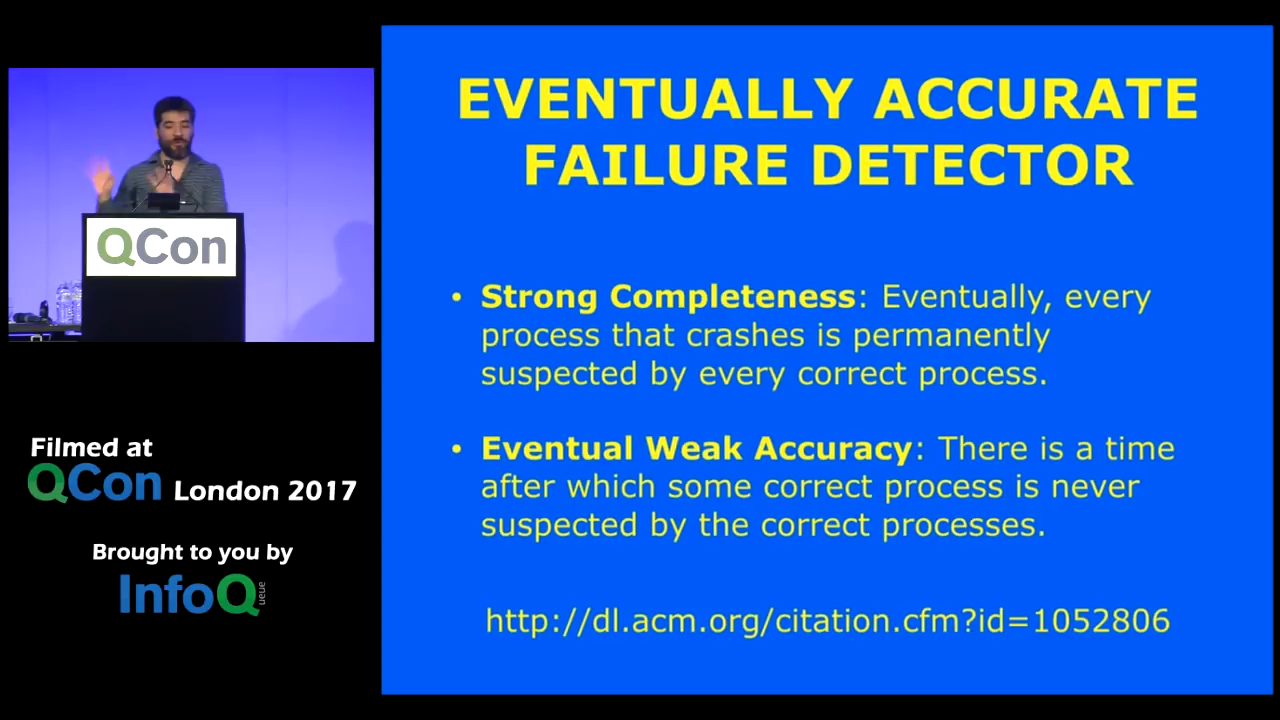 EVENTUALLY ACCURATE
FAILURE DETECTOR
• Strong Completeness: Eventually, every
process that crashes is permanently
suspected by every correct process.
• Eventual Weak Accuracy: There is a time
after which some correct process is never
suspected by the correct processes.
http://dl.acm.org/citation.cfm?id=1052806
QCon
Filmed at
QCon London 2017
Brought to you by
InfoQueue